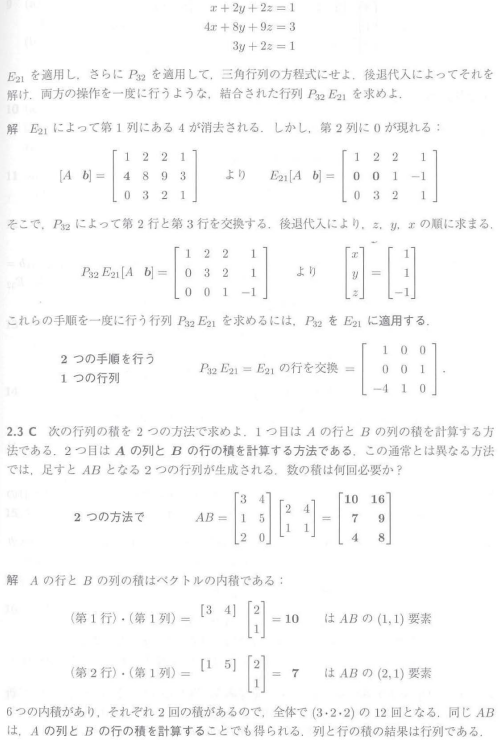 x + 2y + 2z = 1
4x + 8y + 9z = 3
3y + 2z = 1
E₂₁ を適用し，さらに P₃₂ を適用して，三角行列の方程式にせよ．後退代入によってそれを
解け．両方の操作を一度に行うような，結合された行列 P₃₂ E₂₁ を求めよ．
解 E₂₁ によって第 1 列にある 4 が消去される．しかし，第 2 列に 0 が現れる：
[A b] = [1 2 2 1; 4 8 9 3; 0 3 2 1] より E₂₁[A b] = [1 2 2 1; 0 0 1 −1; 0 3 2 1]
そこで，P₃₂ によって第 2 行と第 3 行を交換する．後退代入により，z，y，x の順に求まる．
P₃₂ E₂₁[A b] = [1 2 2 1; 0 3 2 1; 0 0 1 −1] より [x; y; z] = [1; 1; −1]
これらの手順を一度に行う行列 P₃₂ E₂₁ を求めるには，P₃₂ を E₂₁ に適用する．
2 つの手順を行う
1 つの行列
P₃₂ E₂₁ = E₂₁ の行を交換 = [1 0 0; 0 0 1; −4 1 0].
2.3 C 次の行列の積を 2 つの方法で求めよ．1 つ目は A の行と B の列の積を計算する方
法である．2 つ目は A の列と B の行の積を計算する方法である．この通常とは異なる方法
では，足すと AB となる 2 つの行列が生成される．数の積は何回必要か？
2 つの方法で AB = [3 4; 1 5; 2 0] [2 4; 1 1] = [10 16; 7 9; 4 8]
解 A の行と B の列の積はベクトルの内積である：
(第 1 行)・(第 1 列) = [3 4] [2; 1] = 10 は AB の (1,1) 要素
(第 2 行)・(第 1 列) = [1 5] [2; 1] = 7 は AB の (2,1) 要素
6 つの内積があり，それぞれ 2 回の積があるので，全体で (3・2・2) の 12 回となる．同じ AB
は，A の列と B の行の積を計算することでも得られる．列と行の積の結果は行列である．